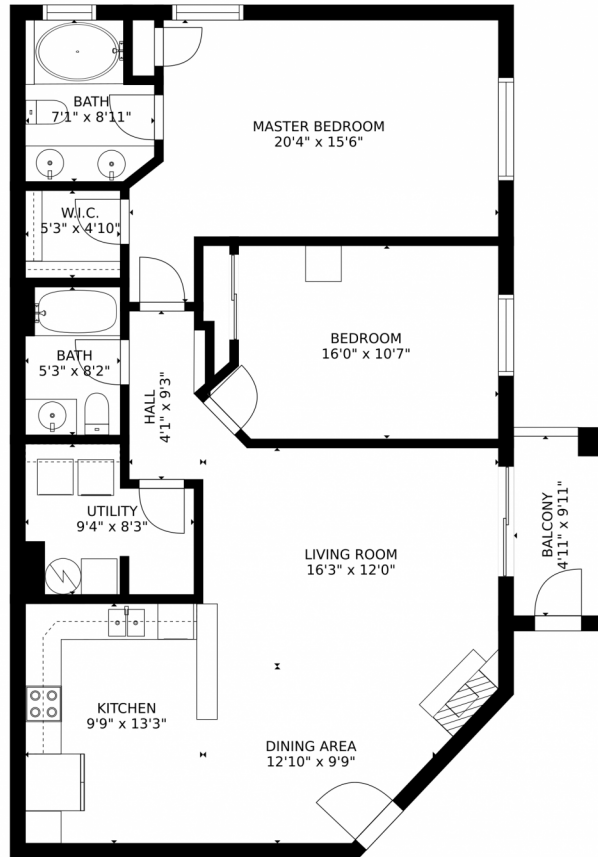 BATH
7'1" x 8'11"
MASTER BEDROOM
20'4" x 15'6"
W.I.C.
5'3" x 4'10"
BEDROOM
16'0" x 10'7"
BATH
5'3" x 8'2"
HALL
4'1" x 9'3"
UTILITY
9'4" x 8'3"
LIVING ROOM
16'3" x 12'0"
BALCONY
4'11" x 9'11"
KITCHEN
9'9" x 13'3"
DINING AREA
12'10" x 9'9"